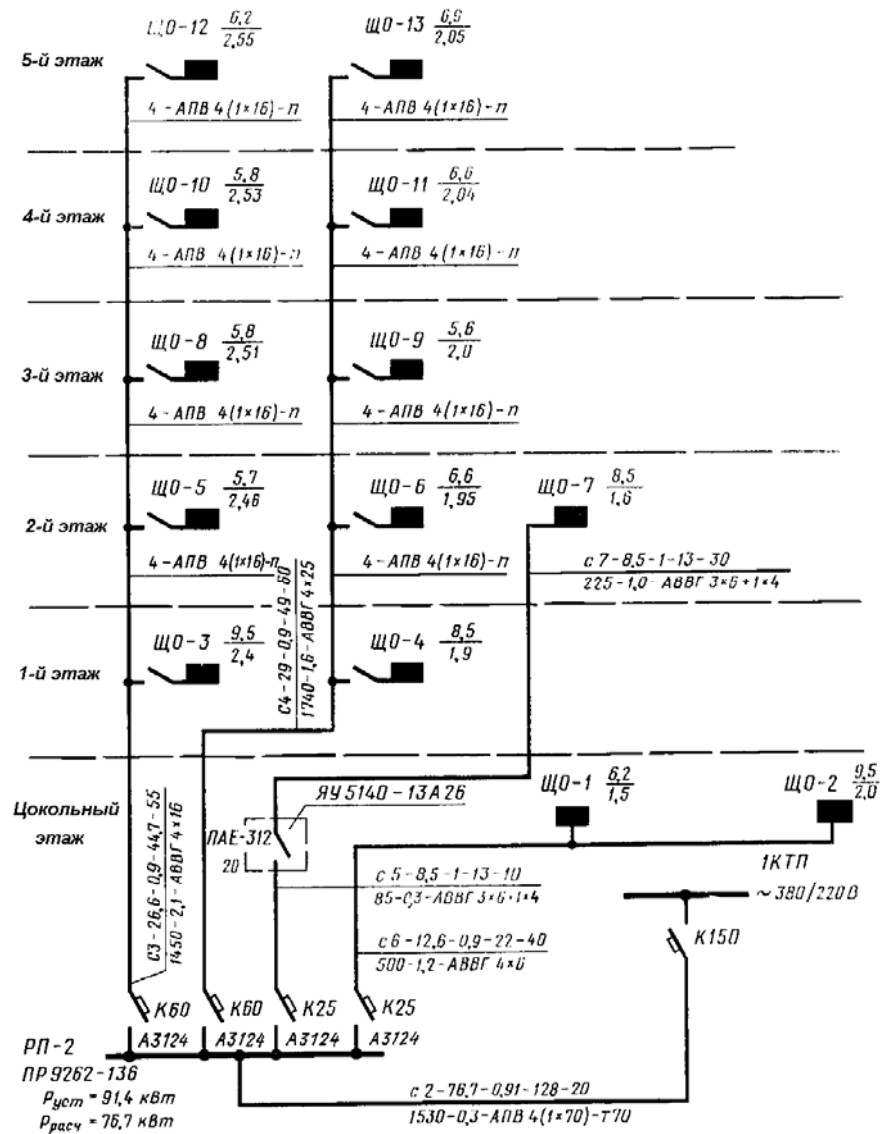 ЩО-12 6,2
2,55
ЩО-13 6,9
2,05
5-й этаж
4-АПВ 4(1×16)-п
4-АПВ 4(1×16)-п
ЩО-10 5,8
2,53
ЩО-11 6,6
2,04
4-й этаж
4-АПВ 4(1×16)-п
4-АПВ 4(1×16)-п
ЩО-8 5,8
2,51
ЩО-9 5,6
2,0
3-й этаж
4-АПВ 4(1×16)-п
4-АПВ 4(1×16)-п
ЩО-5 5,7
2,46
ЩО-6 6,6
1,95
ЩО-7 8,5
1,6
2-й этаж
4-АПВ 4(1×16)-п
4-АПВ 4(1×16)-п
с 7-8,5-1-13-30
225-1,0-АВВГ 3×6+1×4
С4-29-0,9-49-60
1740-1,6-АВВГ 4×25
ЩО-3 9,5
2,4
ЩО-4 8,5
1,9
1-й этаж
Цокольный
этаж
ЯУ 5140-13А26
ЩО-1 6,2
1,5
ЩО-2 9,5
2,0
ПАЕ-312
20
1КТП
~380/220В
С3-26,6-0,9-44,7-55
1450-2,1-АВВГ 4×16
с 5-8,5-1-13-10
85-0,3-АВВГ 3×6+1×4
с 6-12,6-0,9-22-40
500-1,2-АВВГ 4×6
К150
К60
К60
К25
К25
А3124
А3124
А3124
А3124
РП-2
ПР 9262-136
Руст = 91,4 кВт
Ррасч = 76,7 кВт
с 2-76,7-0,91-128-20
1530-0,3-АПВ 4(1×70)-Т70